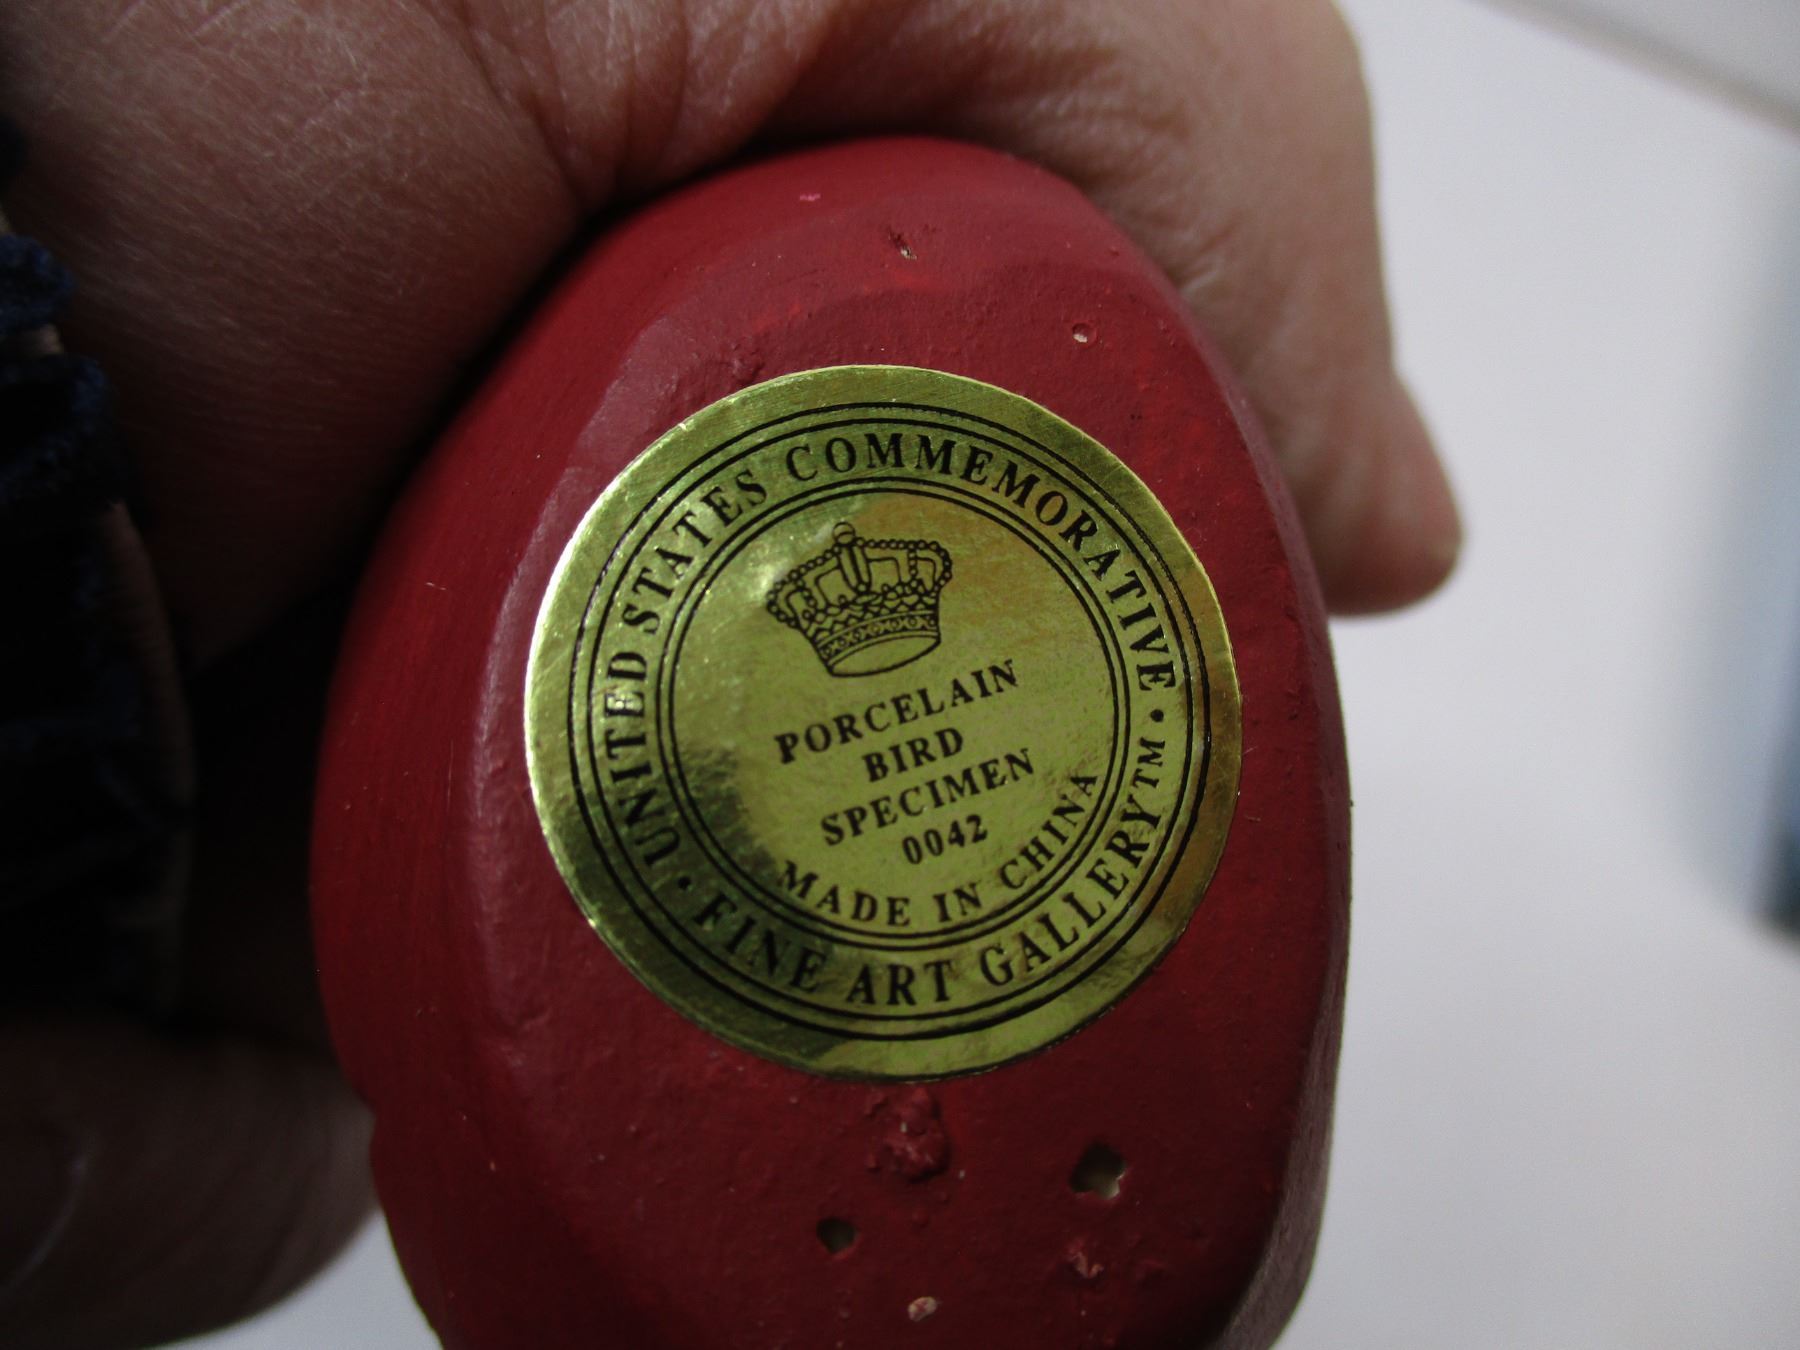 UNITED STATES COMMEMORATIVE
PORCELAIN
BIRD
SPECIMEN
0042
MADE IN CHINA
• FINE ART GALLERY™ •